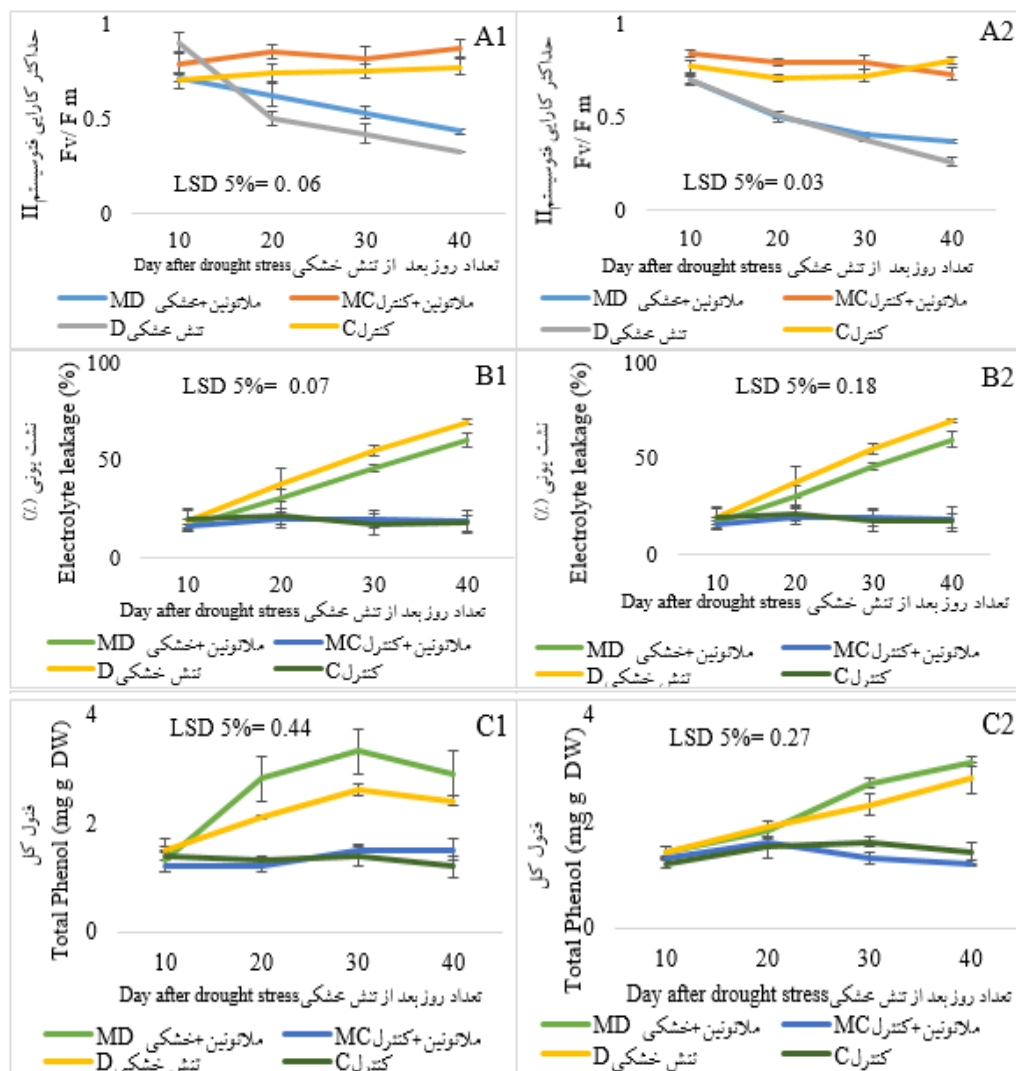 A1
1
0.5
0
حداکثر کارایی فتوسیستم II
Fv/ F m
LSD 5%= 0. 06
10 20 30 40
Day after drought stress تعداد روز بعد از تنش خشکی
MD ملاتونین+خشکی
MC ملاتونین+کنترل
D تنش خشکی
C کنترل
A2
1
0.5
0
حداکثر کارایی فتوسیستم II
Fv/ F m
LSD 5%= 0.03
10 20 30 40
Day after drought stress تعداد روز بعد از تنش خشکی
MD ملاتونین+خشکی
MC ملاتونین+کنترل
D تنش خشکی
C کنترل
B1
100
50
0
نشت یونی (٪)
Electrolyte leakage (%)
LSD 5%= 0.07
10 20 30 40
Day after drought stress تعداد روز بعد از تنش خشکی
MD ملاتونین+خشکی
MC ملاتونین+کنترل
D تنش خشکی
C کنترل
B2
100
50
0
نشت یونی (٪)
Electrolyte leakage (%)
LSD 5%= 0.18
10 20 30 40
Day after drought stress تعداد روز بعد از تنش خشکی
MD ملاتونین+خشکی
MC ملاتونین+کنترل
D تنش خشکی
C کنترل
C1
4
2
0
فنول کل
Total Phenol (mg g DW)
LSD 5%= 0.44
10 20 30 40
Day after drought stress تعداد روز بعد از تنش خشکی
MD ملاتونین+خشکی
MC ملاتونین+کنترل
D تنش خشکی
C کنترل
C2
4
2
0
فنول کل
Total Phenol (mg g DW)
LSD 5%= 0.27
10 20 30 40
Day after drought stress تعداد روز بعد از تنش خشکی
MD ملاتونین+خشکی
MC ملاتونین+کنترل
D تنش خشکی
C کنترل